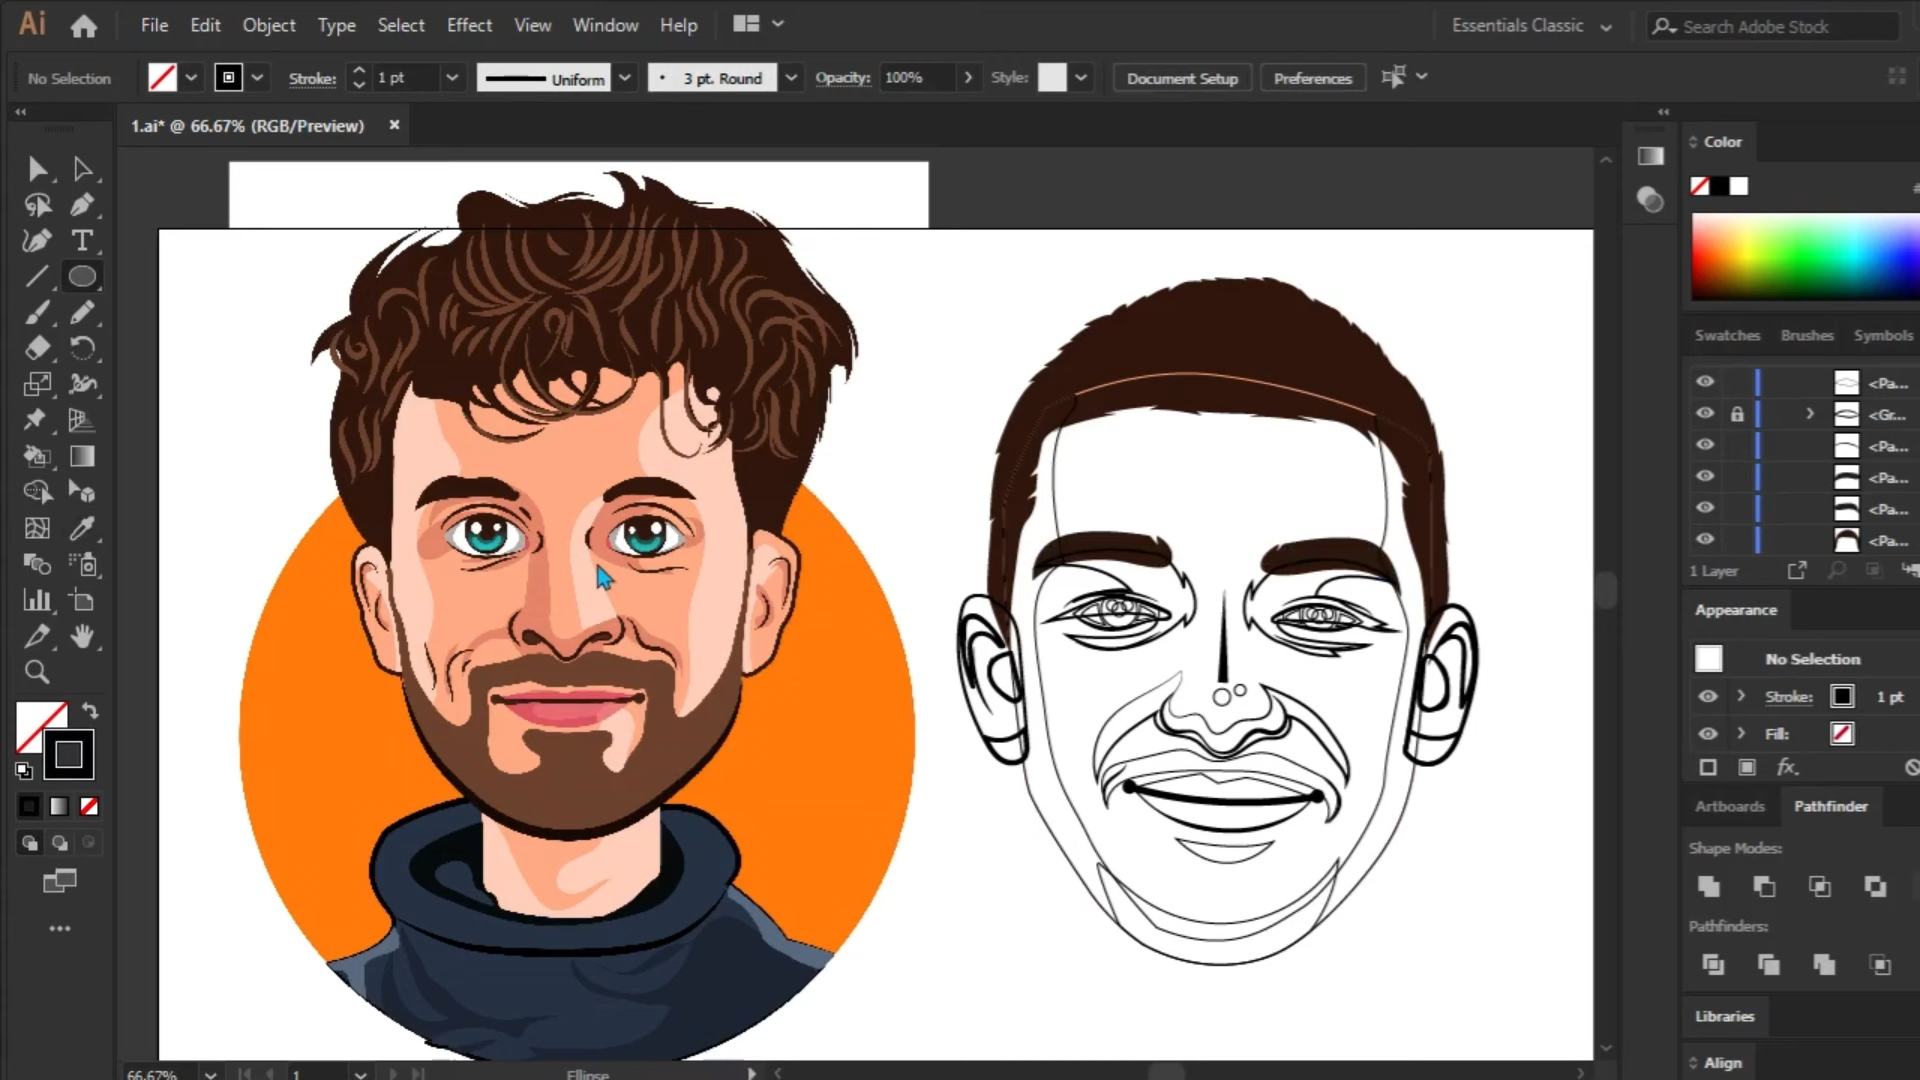 Ai File Edit Object Type Select Effect View Window Help Essentials Classic Search Adobe Stock
No Selection Stroke: 1 pt Uniform 3 pt. Round Opacity: 100% Style: Document Setup Preferences
1.ai* @ 66.67% (RGB/Preview)
Color
#
Swatches Brushes Symbols
<Pa...
<Gr...
<Pa...
<Pa...
<Pa...
<Pa...
1 Layer
Appearance
No Selection
Stroke: 1 pt
Fill:
fx.
Artboards Pathfinder
Shape Modes:
Pathfinders:
Libraries
Align
66.67% 1 Ellipse